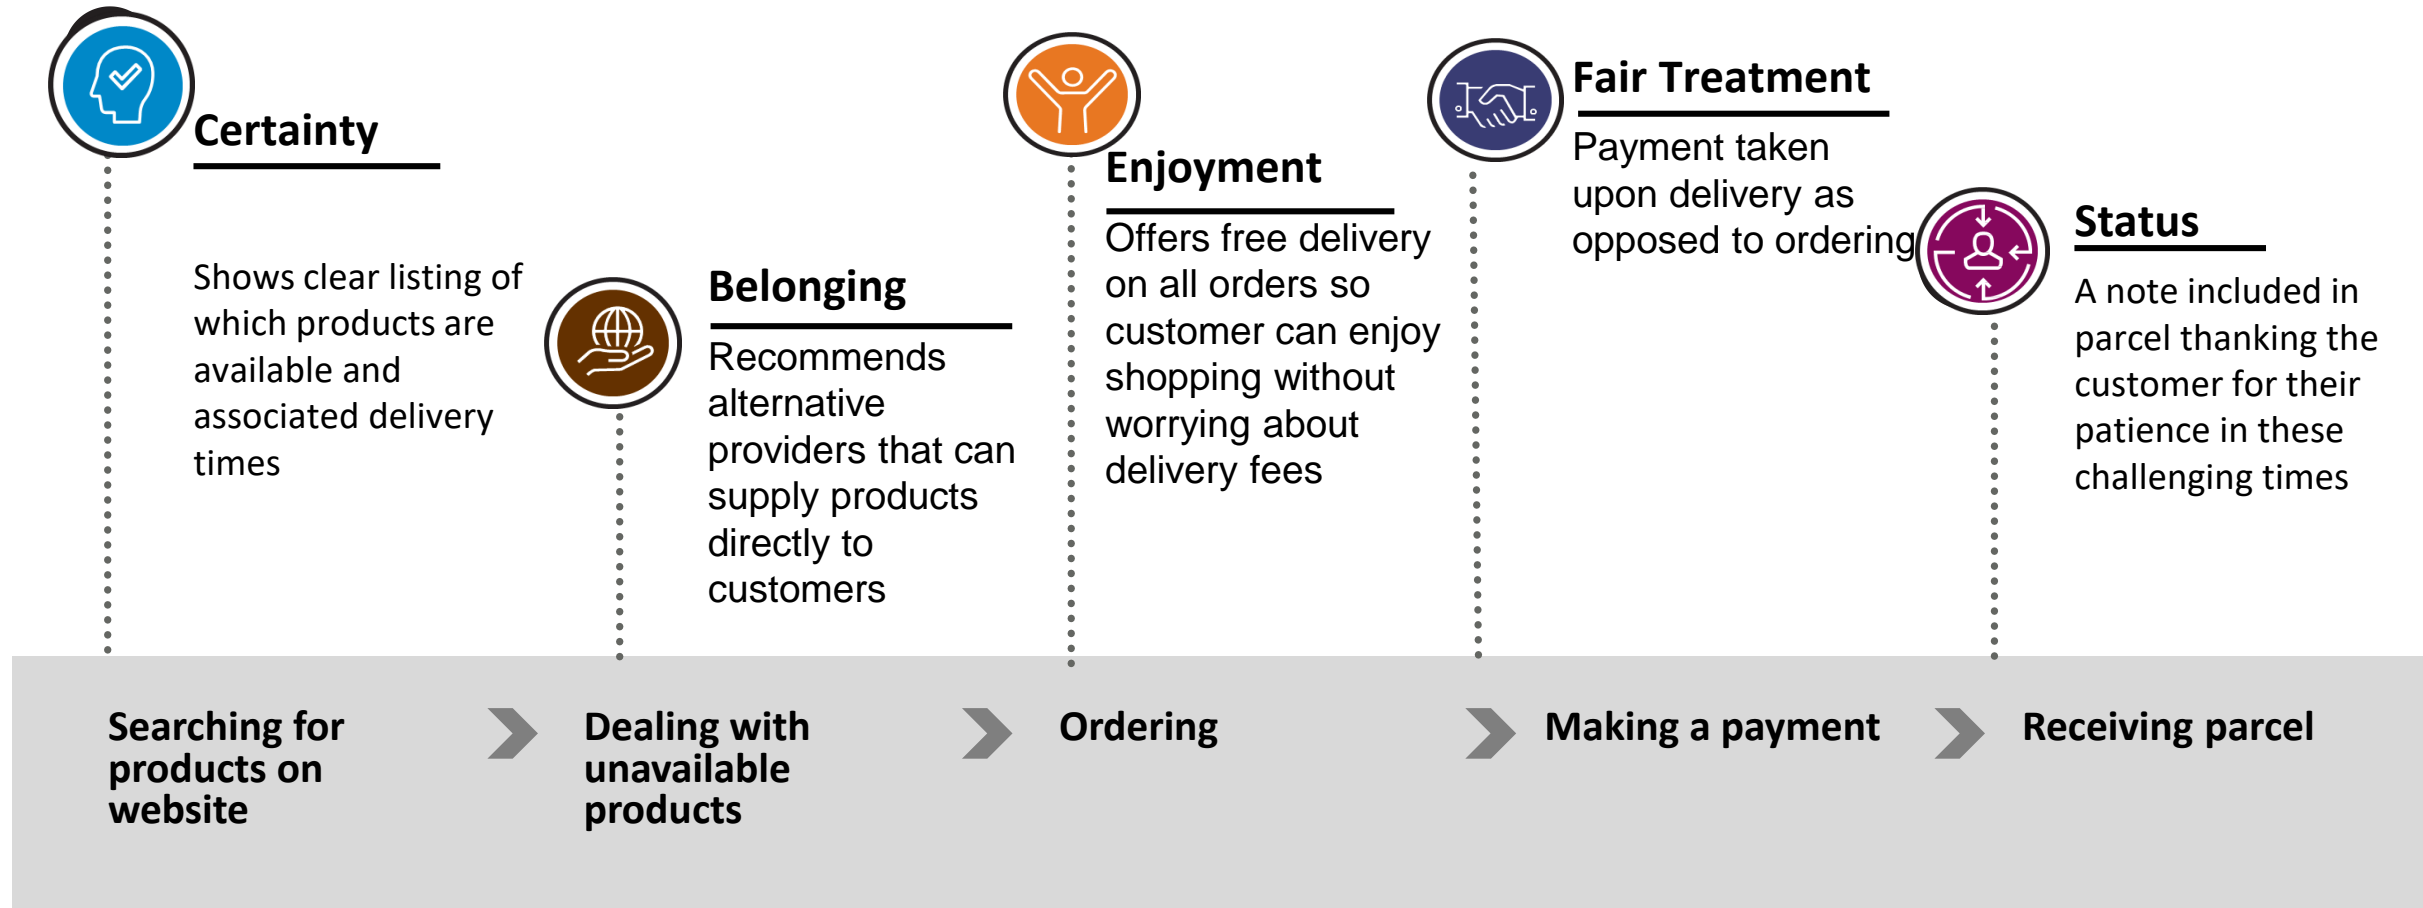 Certainty
Shows clear listing of
which products are
available and
associated delivery
times
Belonging
Recommends
alternative
providers that can
supply products
directly to
customers
Enjoyment
Offers free delivery
on all orders so
customer can enjoy
shopping without
worrying about
delivery fees
Fair Treatment
Payment taken
upon delivery as
opposed to ordering
Status
A note included in
parcel thanking the
customer for their
patience in these
challenging times
Searching for
products on
website
Dealing with
unavailable
products
Ordering
Making a payment
Receiving parcel